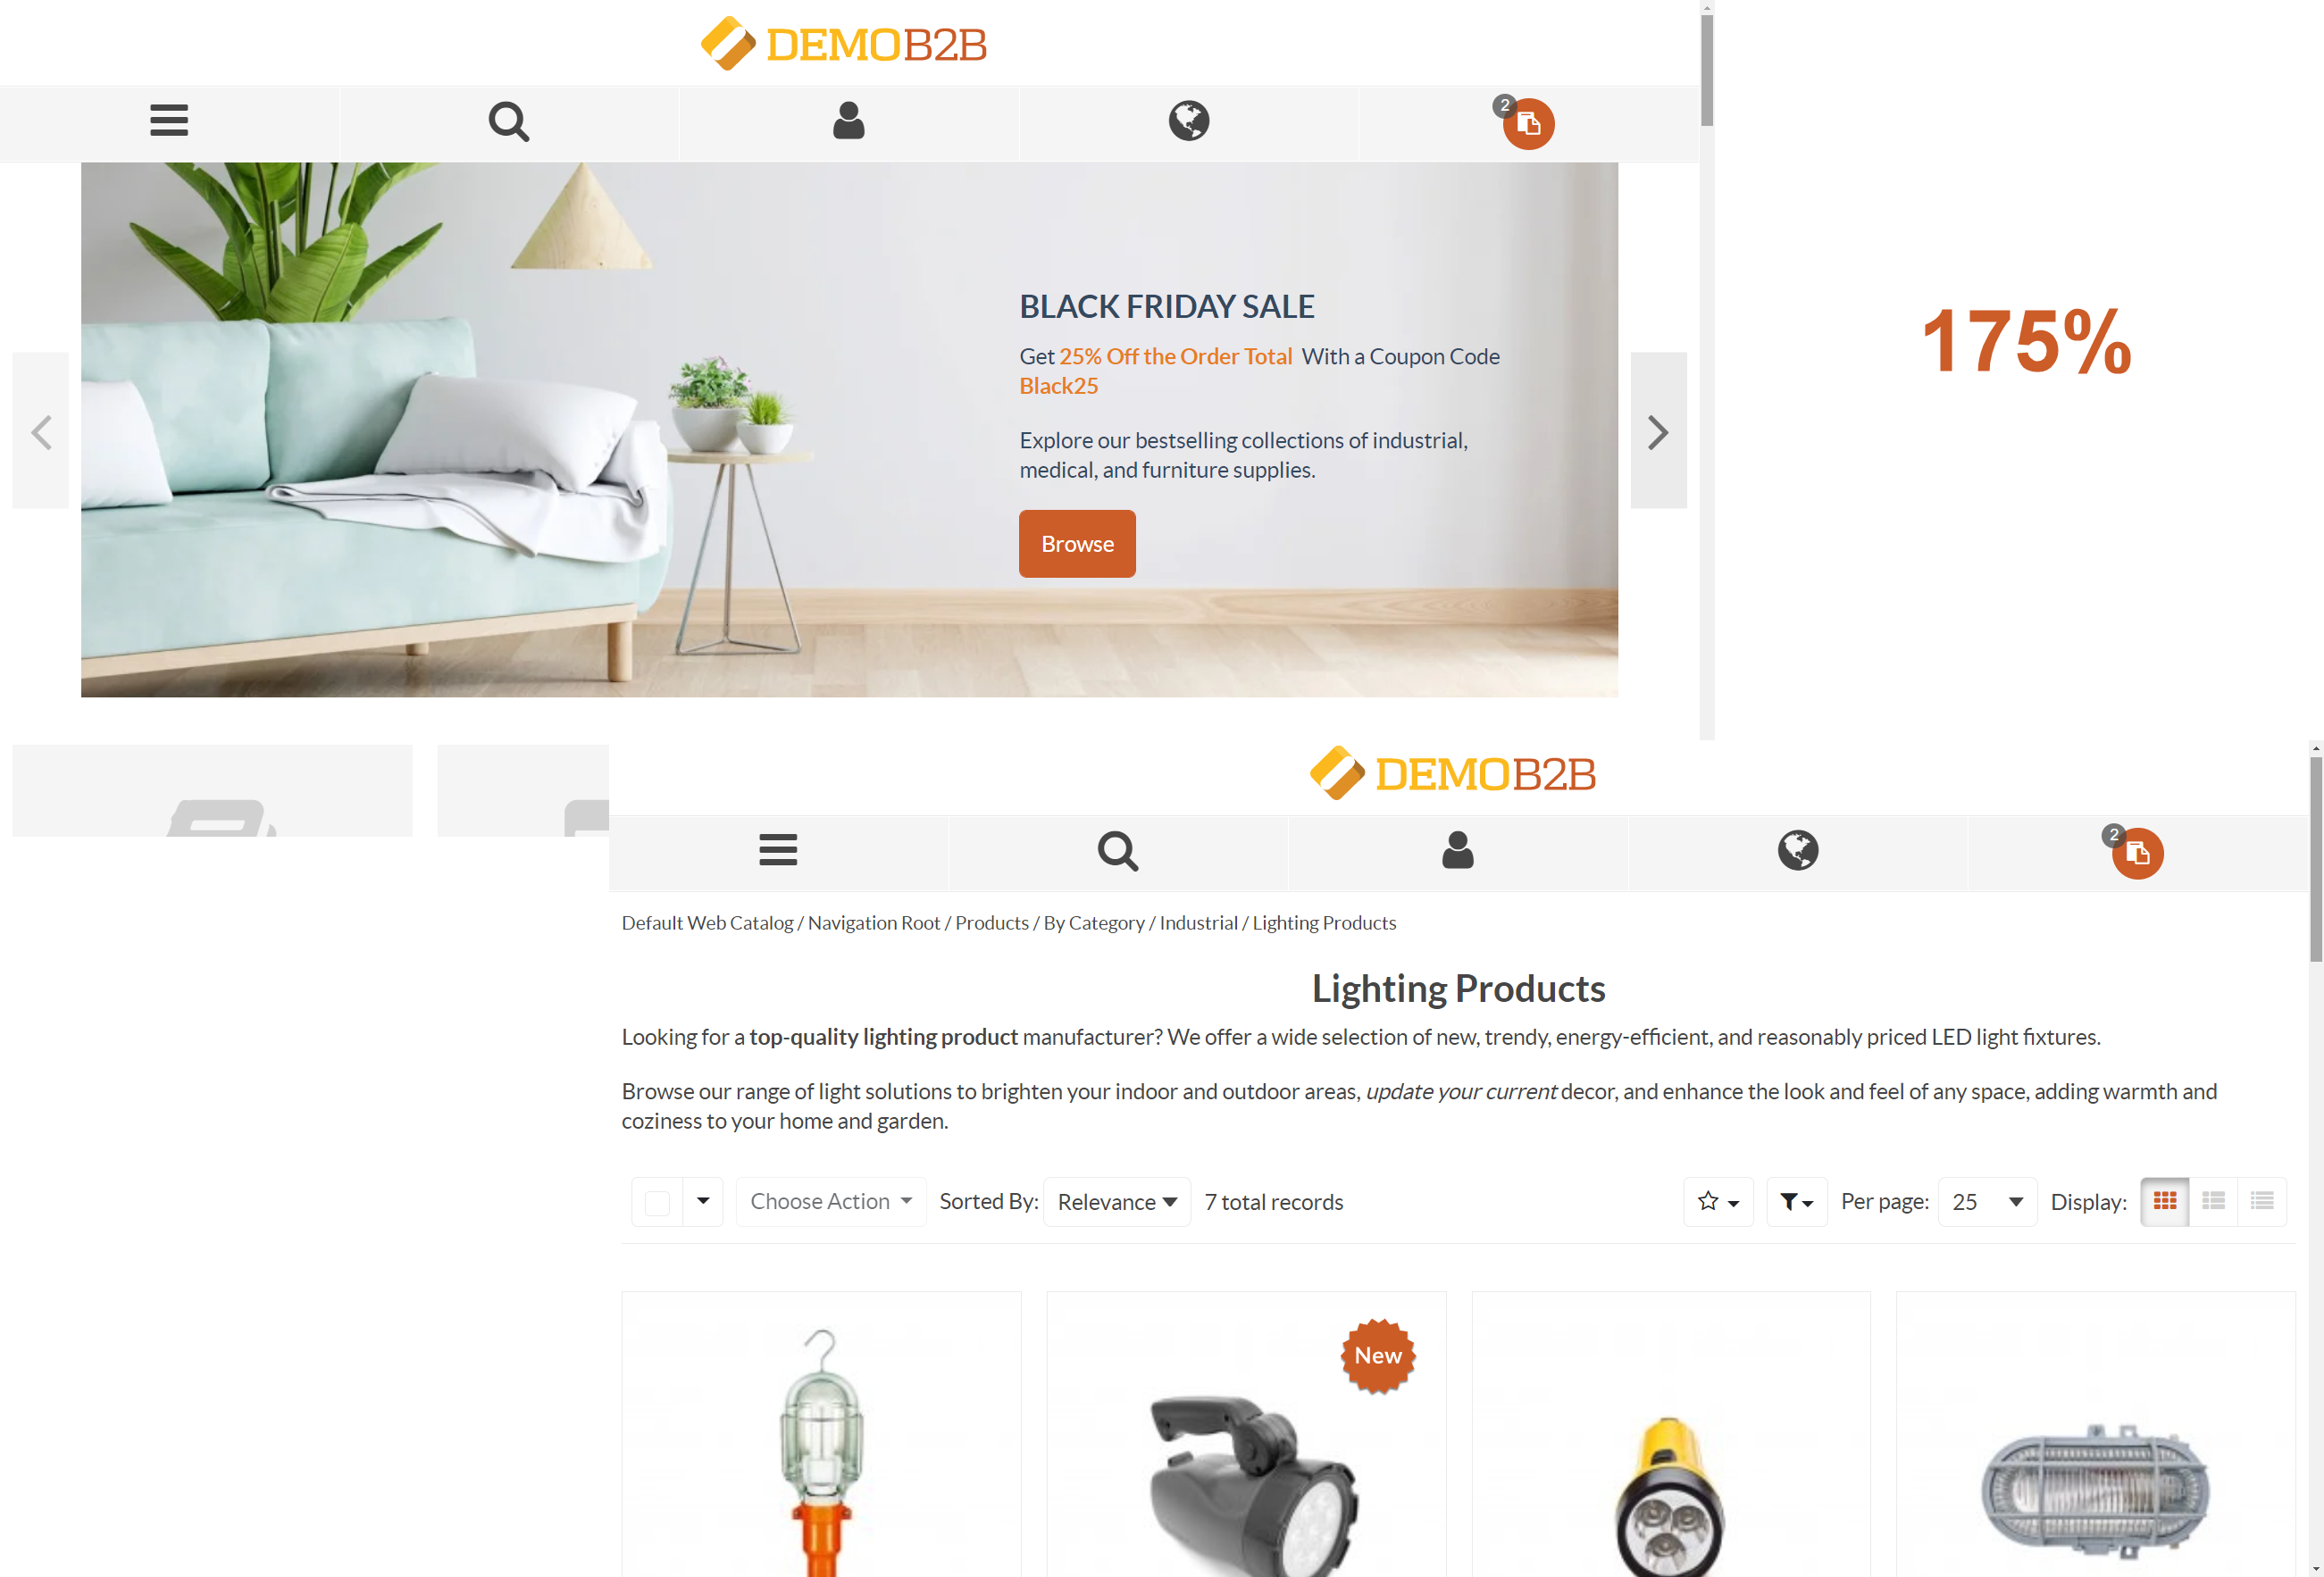 DEMOB2B
2
BLACK FRIDAY SALE
Get 25% Off the Order Total With a Coupon Code
Black25
Explore our bestselling collections of industrial,
medical, and furniture supplies.
Browse
175%
DEMOB2B
2
Default Web Catalog / Navigation Root / Products / By Category / Industrial / Lighting Products
Lighting Products
Looking for a top-quality lighting product manufacturer? We offer a wide selection of new, trendy, energy-efficient, and reasonably priced LED light fixtures.
Browse our range of light solutions to brighten your indoor and outdoor areas, update your current decor, and enhance the look and feel of any space, adding warmth and
coziness to your home and garden.
Choose Action Sorted By: Relevance 7 total records Per page: 25 Display:
New